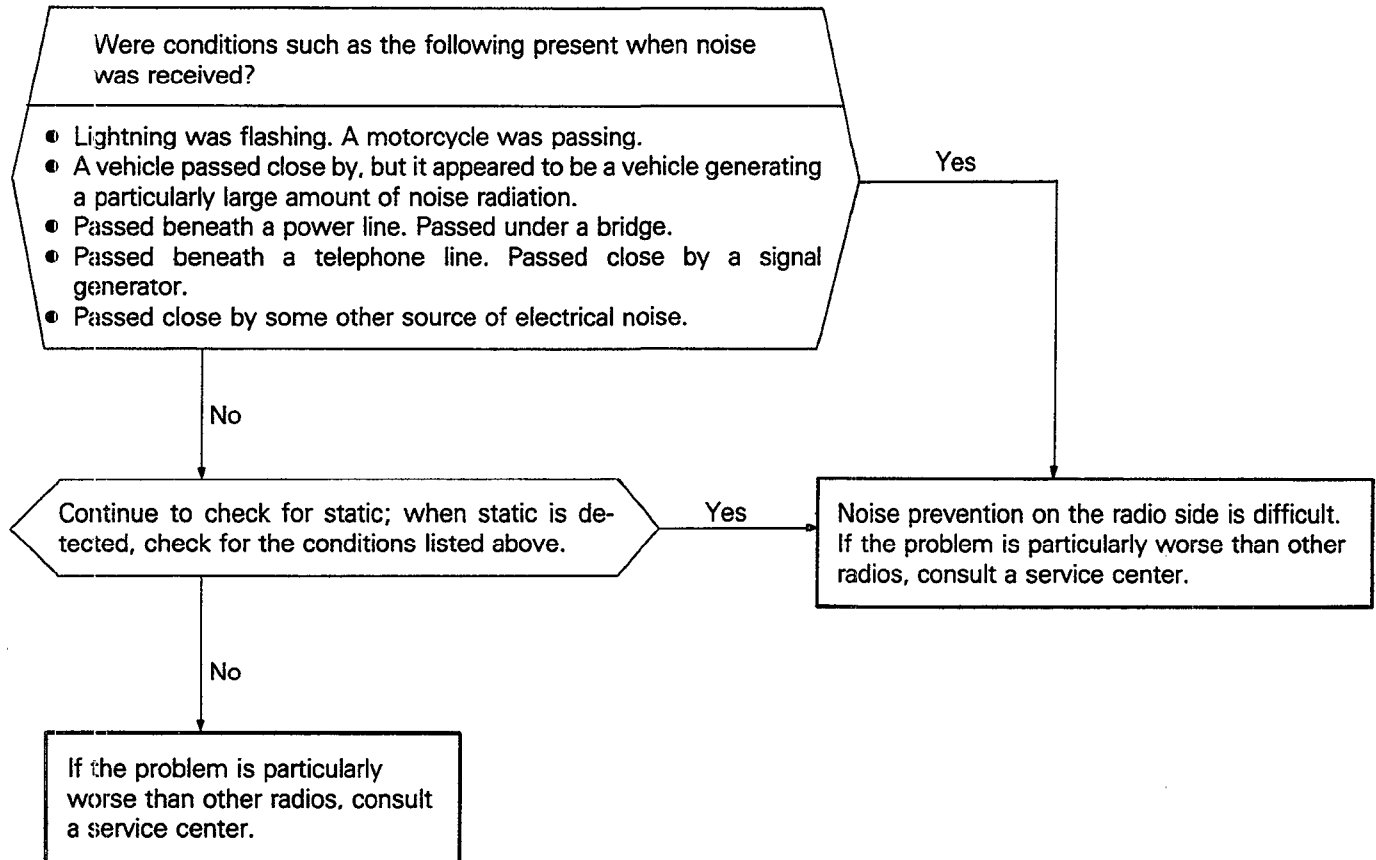 Were conditions such as the following present when noise
was received?
● Lightning was flashing. A motorcycle was passing.
● A vehicle passed close by, but it appeared to be a vehicle generating
a particularly large amount of noise radiation.
● Passed beneath a power line. Passed under a bridge.
● Passed beneath a telephone line. Passed close by a signal
generator.
● Passed close by some other source of electrical noise.
Yes
No
Continue to check for static; when static is de-
tected, check for the conditions listed above.
Yes
Noise prevention on the radio side is difficult.
If the problem is particularly worse than other
radios, consult a service center.
No
If the problem is particularly
worse than other radios, consult
a service center.